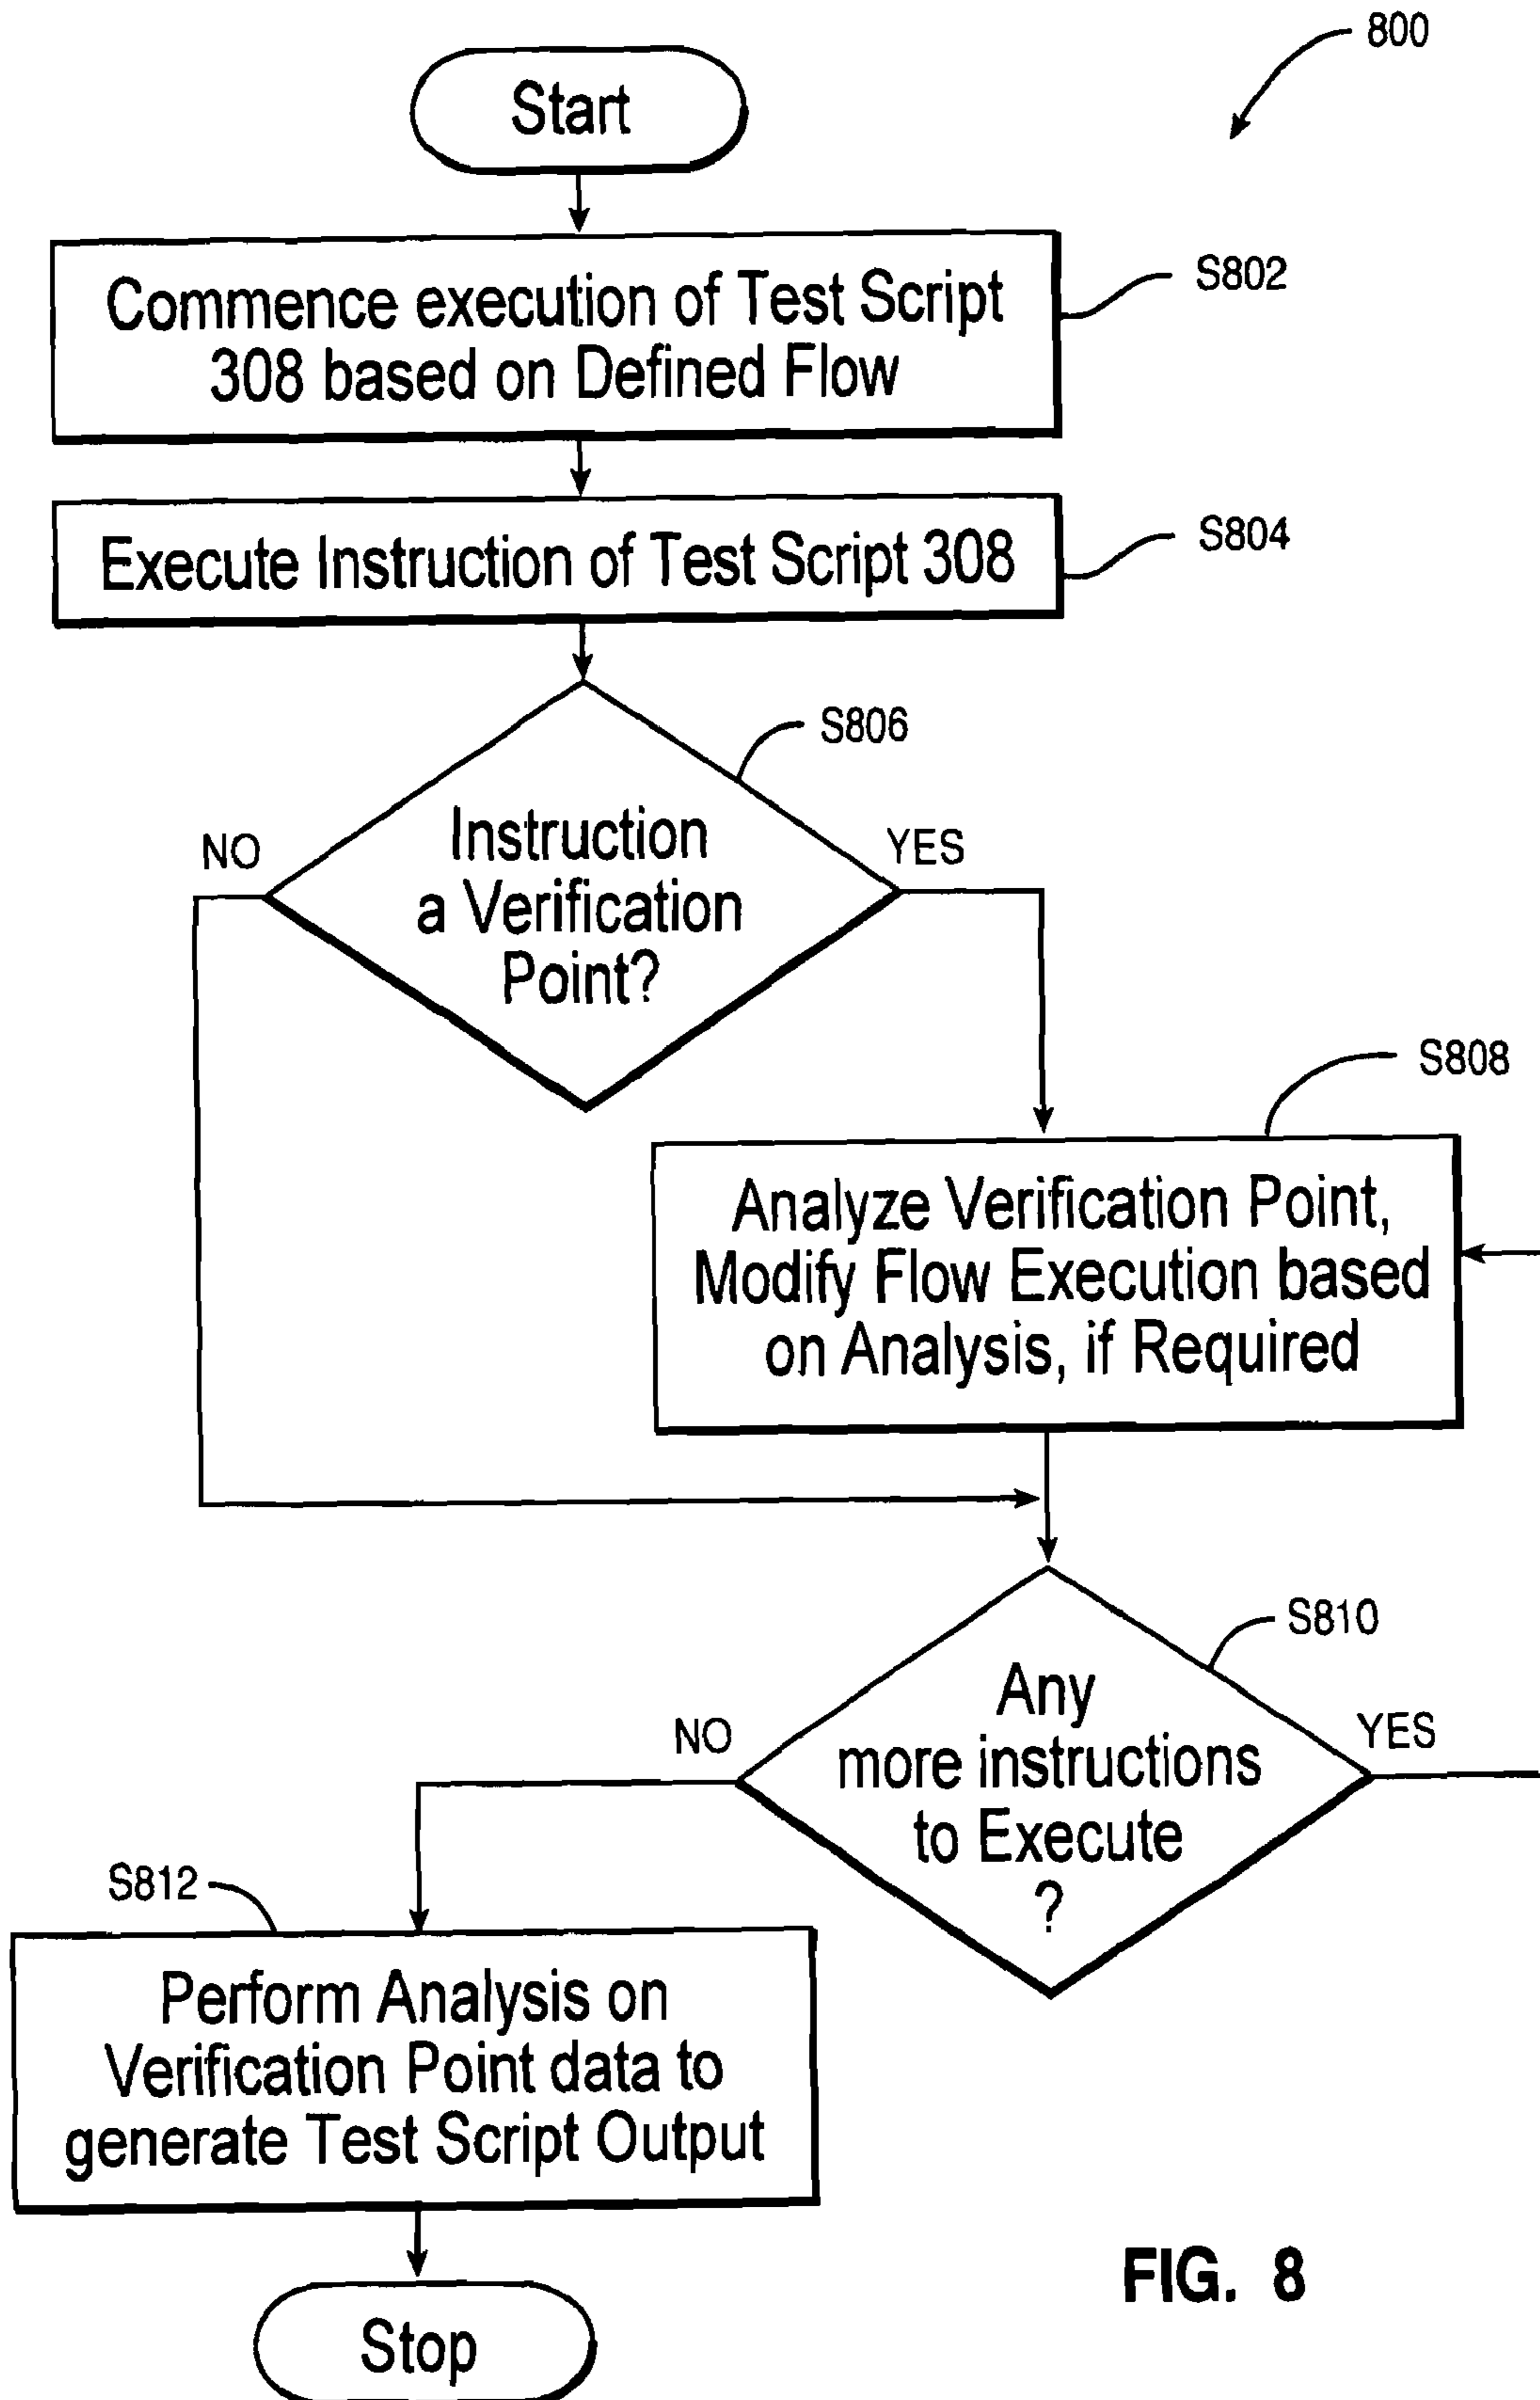 800
Start
Commence execution of Test Script
308 based on Defined Flow
S802
Execute Instruction of Test Script 308
S804
S806
Instruction
a Verification
Point?
NO
YES
S808
Analyze Verification Point,
Modify Flow Execution based
on Analysis, if Required
S810
Any
more instructions
to Execute
?
NO
YES
S812
Perform Analysis on
Verification Point data to
generate Test Script Output
Stop
FIG. 8